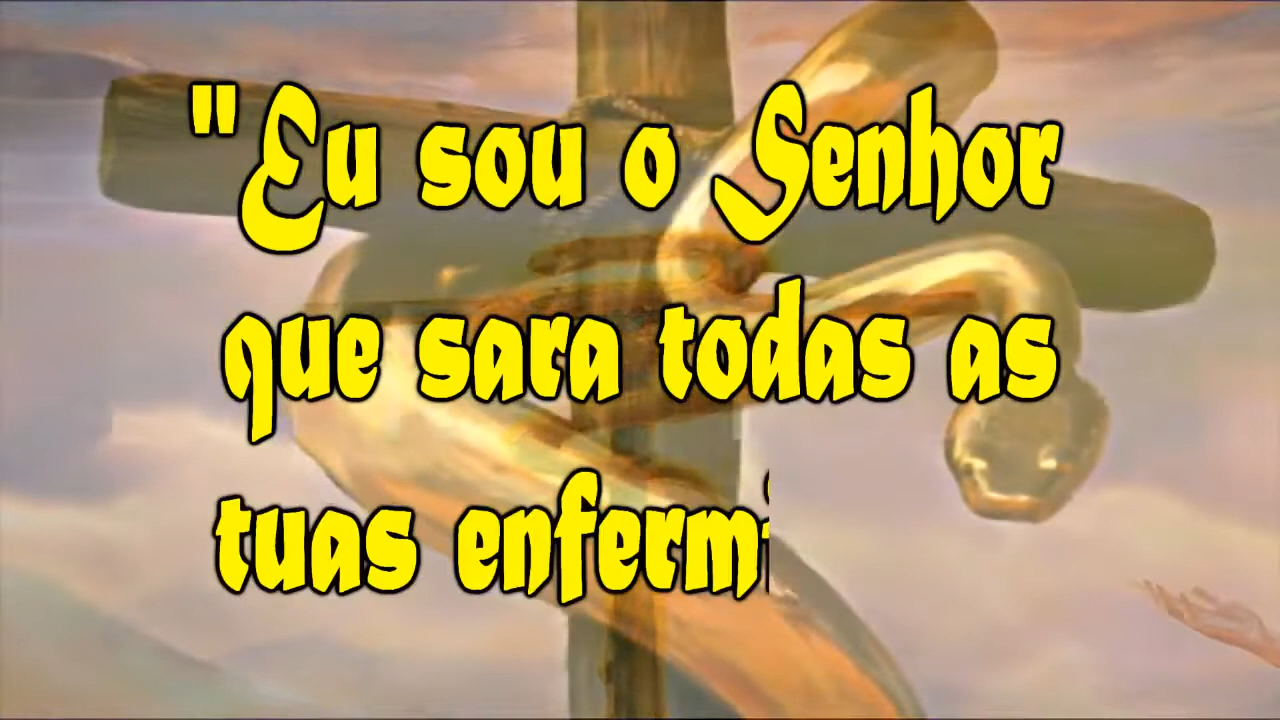 "Eu sou o Senhor
que sara todas as
tuas enferm